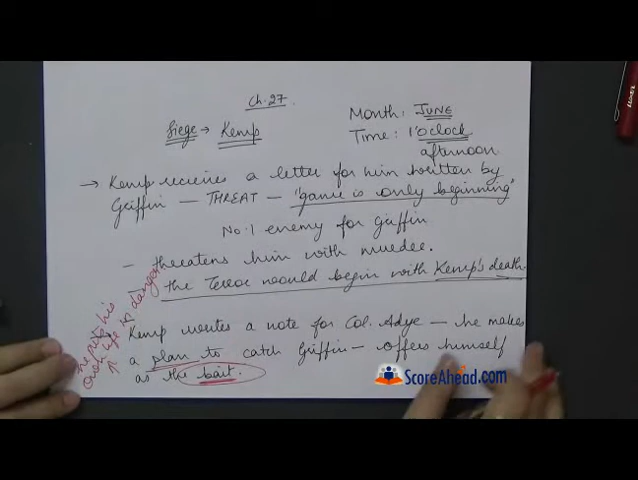 Ch. 27
Siege → Kemp
Month: JUNE
Time: 1'oclock
afternoon
→ Kemp receives a letter for him written by
Griffin — THREAT — "game is only beginning"
No.1 enemy for Griffin
- threatens him with murder.
the Terror would begin with Kemp's death
Kemp writes a note for Col. Adye — he makes
a plan to catch Griffin — offers himself
as the bait.
he puts his
own life in danger
ScoreAhead.com